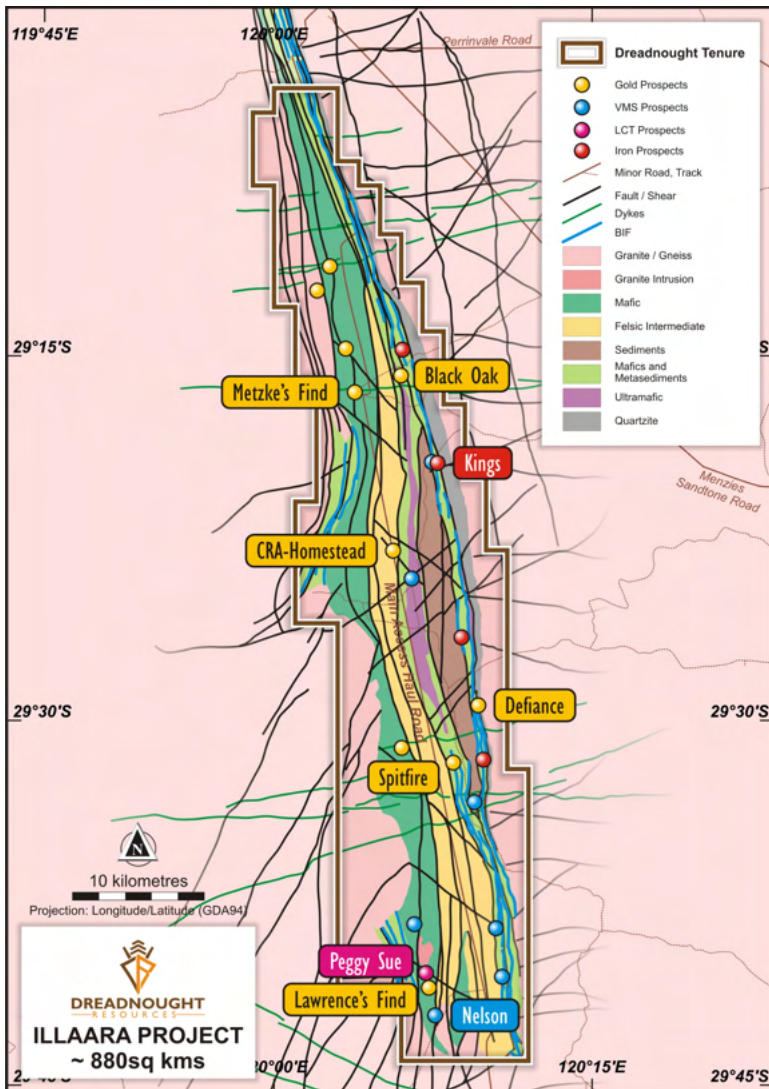 119°45'E
120°00'E
Perrinvale Road
Dreadnought Tenure
Gold Prospects
VMS Prospects
LCT Prospects
Iron Prospects
Minor Road, Track
Fault / Shear
Dykes
BIF
Granite / Gneiss
Granite Intrusion
Mafic
Felsic Intermediate
Sediments
Mafics and
Metasediments
Ultramafic
Quartzite
29°15'S
S
Black Oak
Metzke's Find
Kings
Menzies
Sandtone Road
CRA-Homestead
Main Access Haul Road
29°30'S
29°30'S
Defiance
Spitfire
N
10 kilometres
Projection: Longitude/Latitude (GDA94)
Peggy Sue
Lawrence's Find
Nelson
DREADNOUGHT
RESOURCES
ILLAARA PROJECT
~ 880sq kms
120°15'E
29°45'S